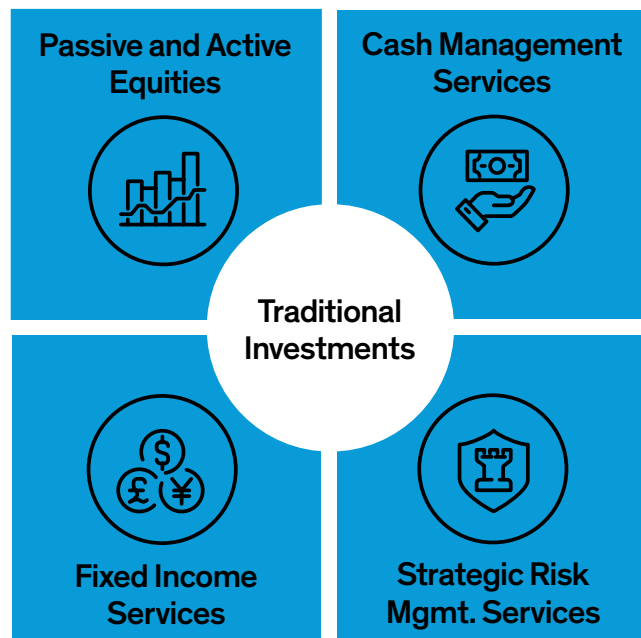 Passive and Active
Equities
Cash Management
Services
Traditional
Investments
$
£
¥
Fixed Income
Services
Strategic Risk
Mgmt. Services